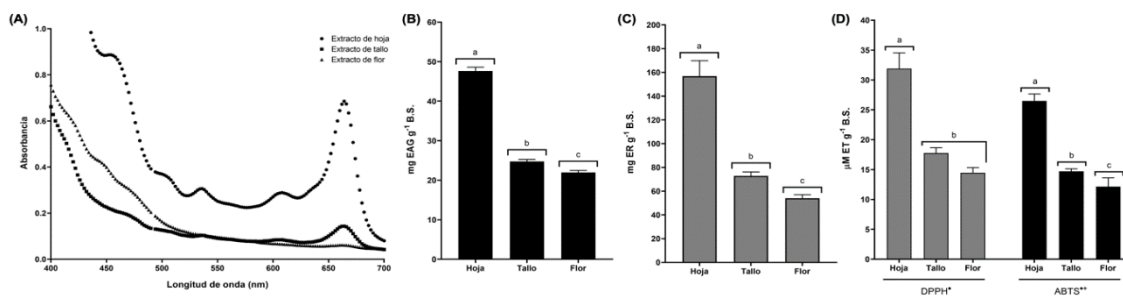 (A)
1.0
0.8
0.6
0.4
0.2
0.0
Absorbancia
400
450
500
550
600
650
700
Longitud de onda (nm)
Extracto de hoja
Extracto de tallo
Extracto de flor
(B)
60
50
40
30
20
10
0
mg EAG g⁻¹ B.S.
a
b
c
Hoja
Tallo
Flor
(C)
200
180
160
140
120
100
80
60
40
20
0
mg ER g⁻¹ B.S.
a
b
c
Hoja
Tallo
Flor
(D)
40
35
30
25
20
15
10
5
0
µM ET g⁻¹ B.S.
a
b
a
b
c
Hoja
Tallo
Flor
Hoja
Tallo
Flor
DPPH•
ABTS•+